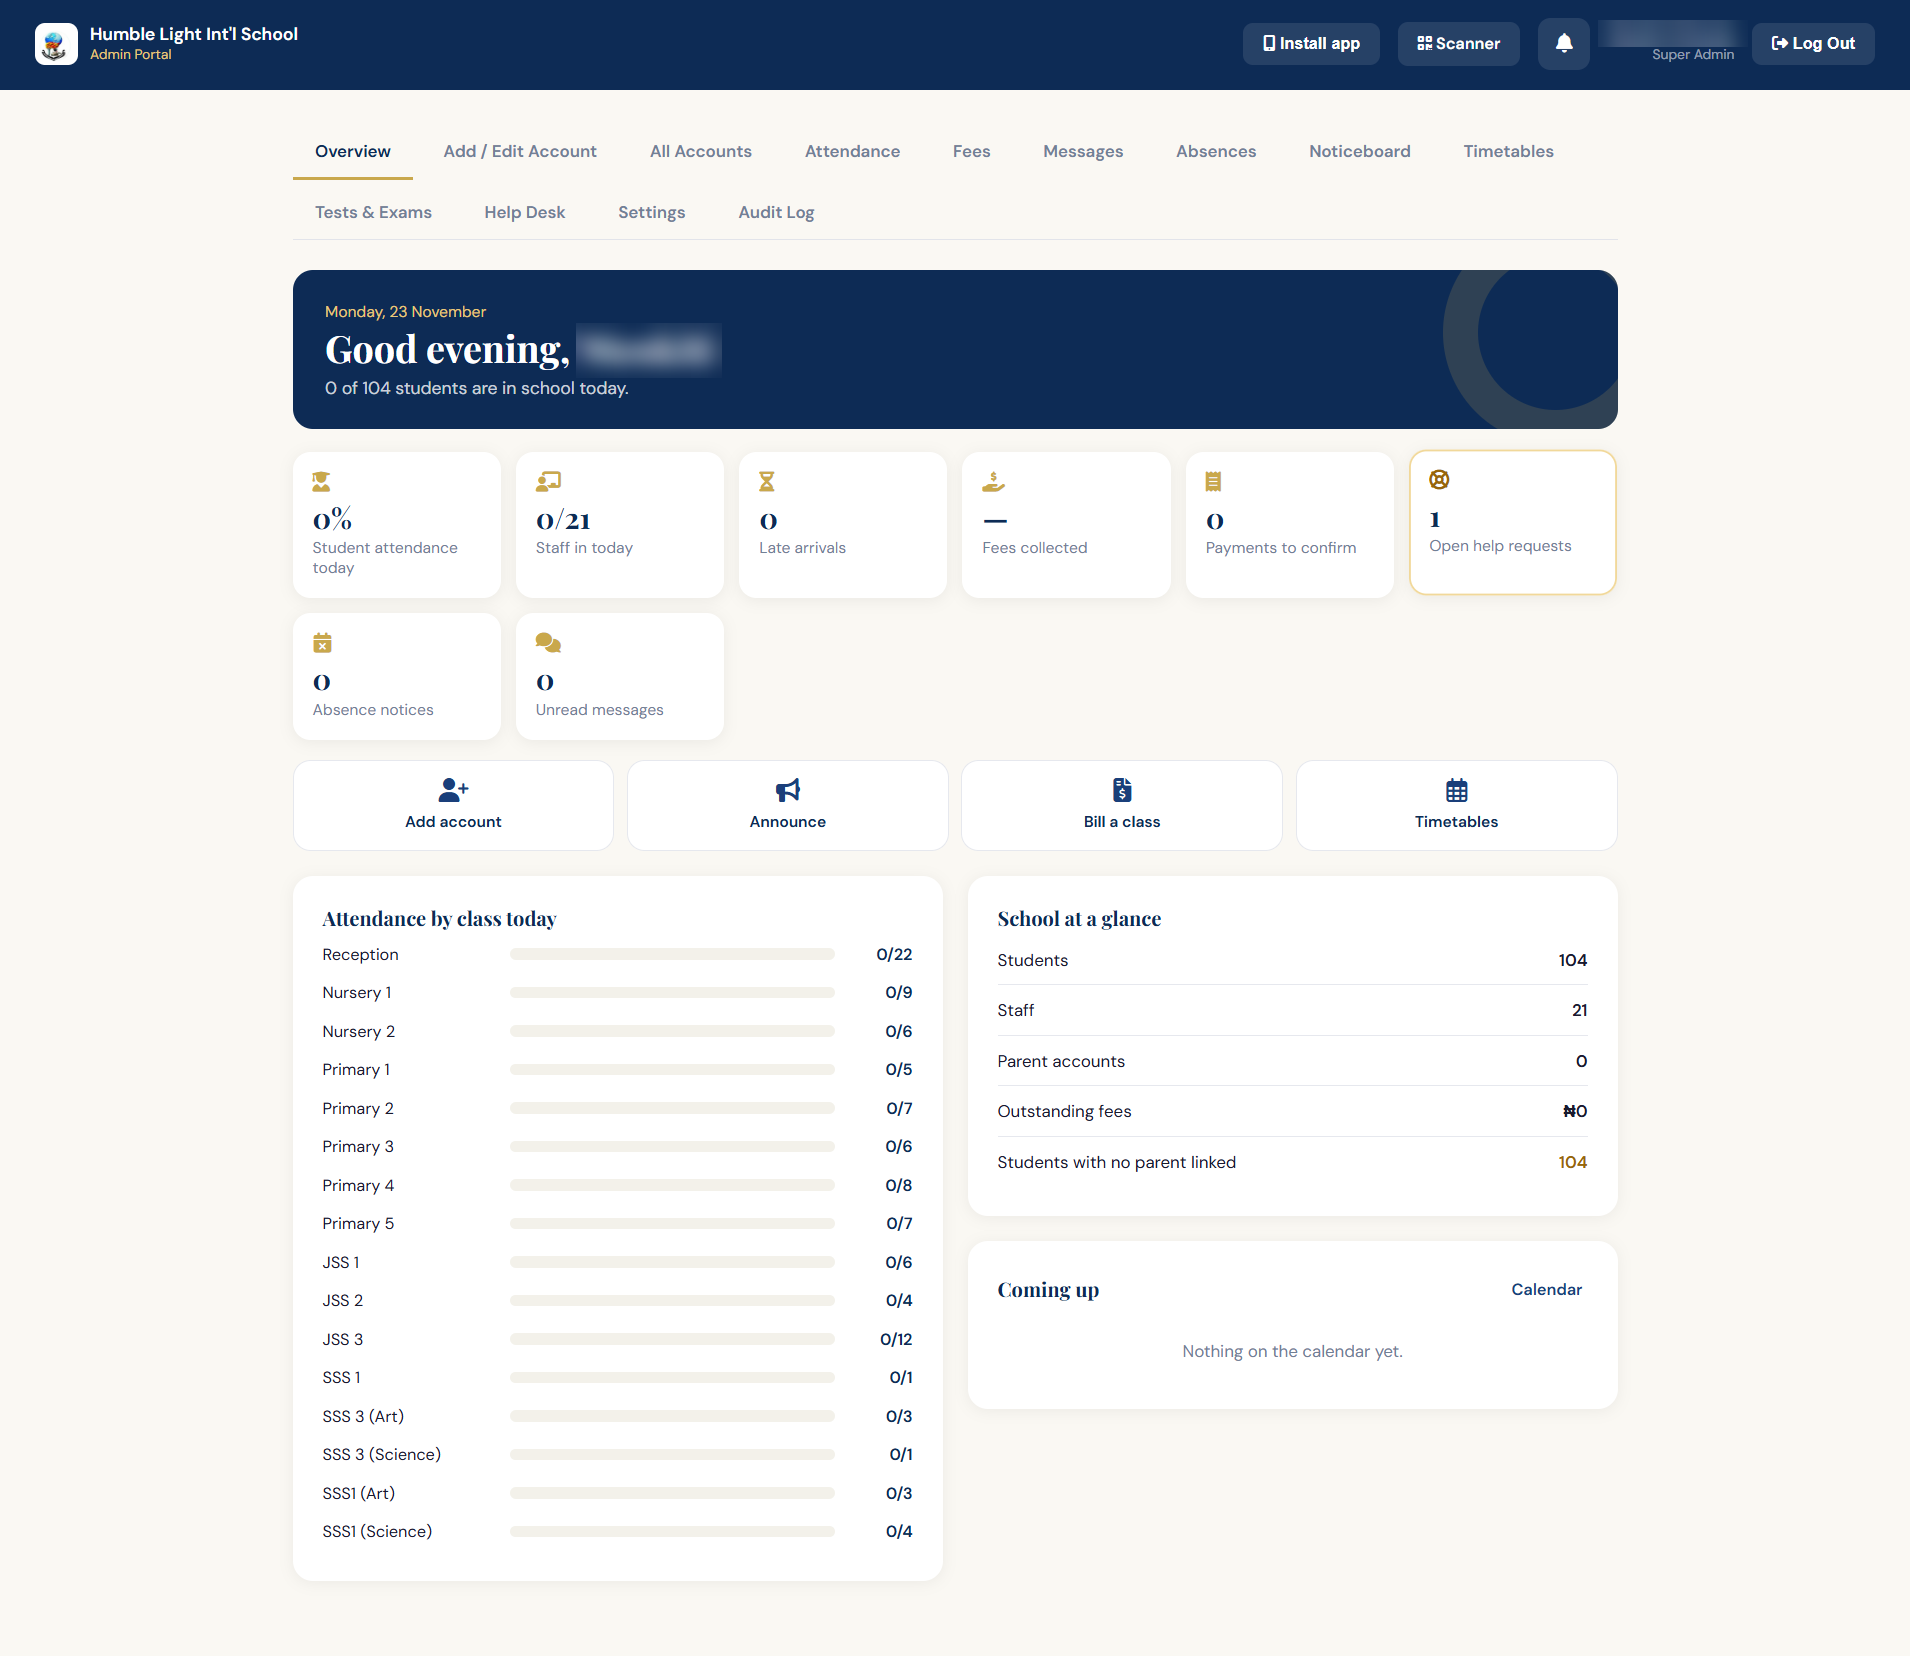 Humble Light Int'l School
Admin Portal
Install app
Scanner
Super Admin
Log Out
Overview
Add / Edit Account
All Accounts
Attendance
Fees
Messages
Absences
Noticeboard
Timetables
Tests & Exams
Help Desk
Settings
Audit Log
Monday, 23 November
Good evening,
0 of 104 students are in school today.
0%
Student attendance
today
0/21
Staff in today
0
Late arrivals
—
Fees collected
0
Payments to confirm
1
Open help requests
0
Absence notices
0
Unread messages
Add account
Announce
Bill a class
Timetables
Attendance by class today
Reception 0/22
Nursery 1 0/9
Nursery 2 0/6
Primary 1 0/5
Primary 2 0/7
Primary 3 0/6
Primary 4 0/8
Primary 5 0/7
JSS 1 0/6
JSS 2 0/4
JSS 3 0/12
SSS 1 0/1
SSS 3 (Art) 0/3
SSS 3 (Science) 0/1
SSS1 (Art) 0/3
SSS1 (Science) 0/4
School at a glance
Students 104
Staff 21
Parent accounts 0
Outstanding fees ₦0
Students with no parent linked 104
Coming up
Calendar
Nothing on the calendar yet.